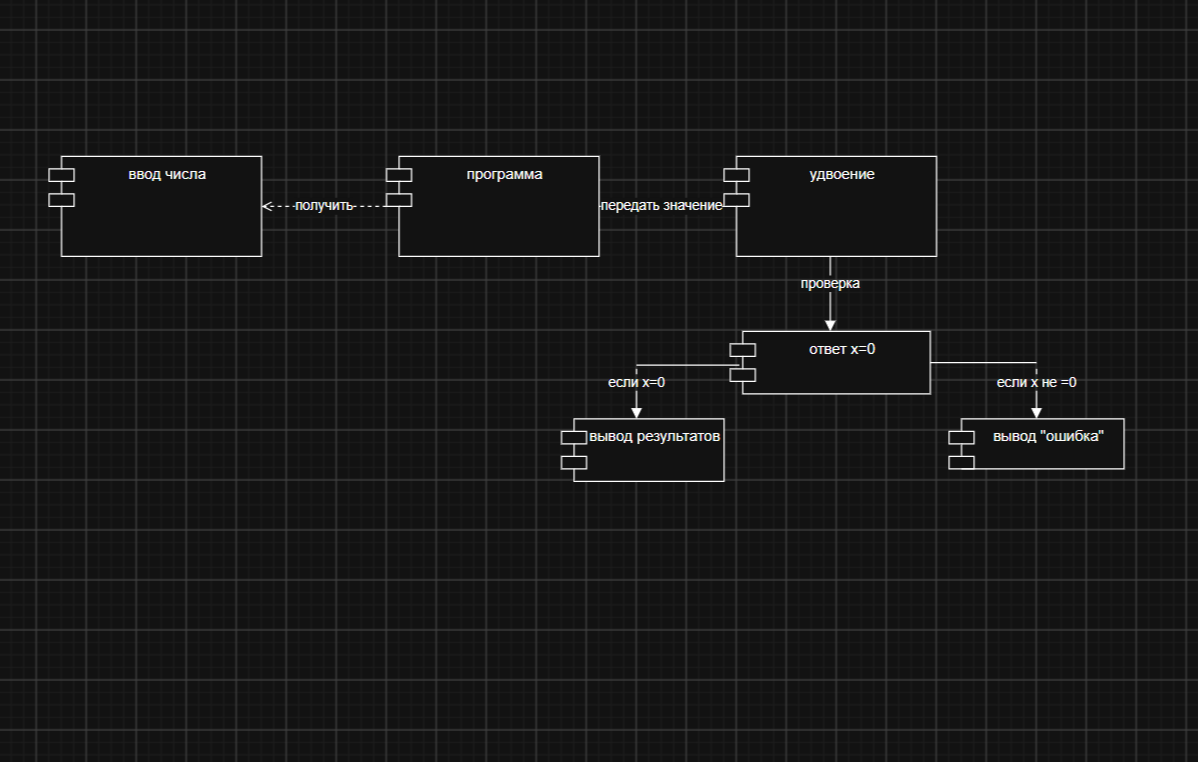 ввод числа
программа
удвоение
получить
передать значение
проверка
ответ x=0
если x=0
если x не =0
вывод результатов
вывод "ошибка"